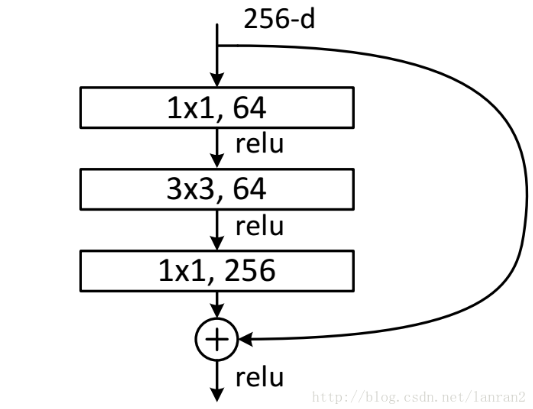 256-d
1x1, 64
relu
3x3, 64
relu
1x1, 256
+
relu
http://blog.csdn.net/lanran2